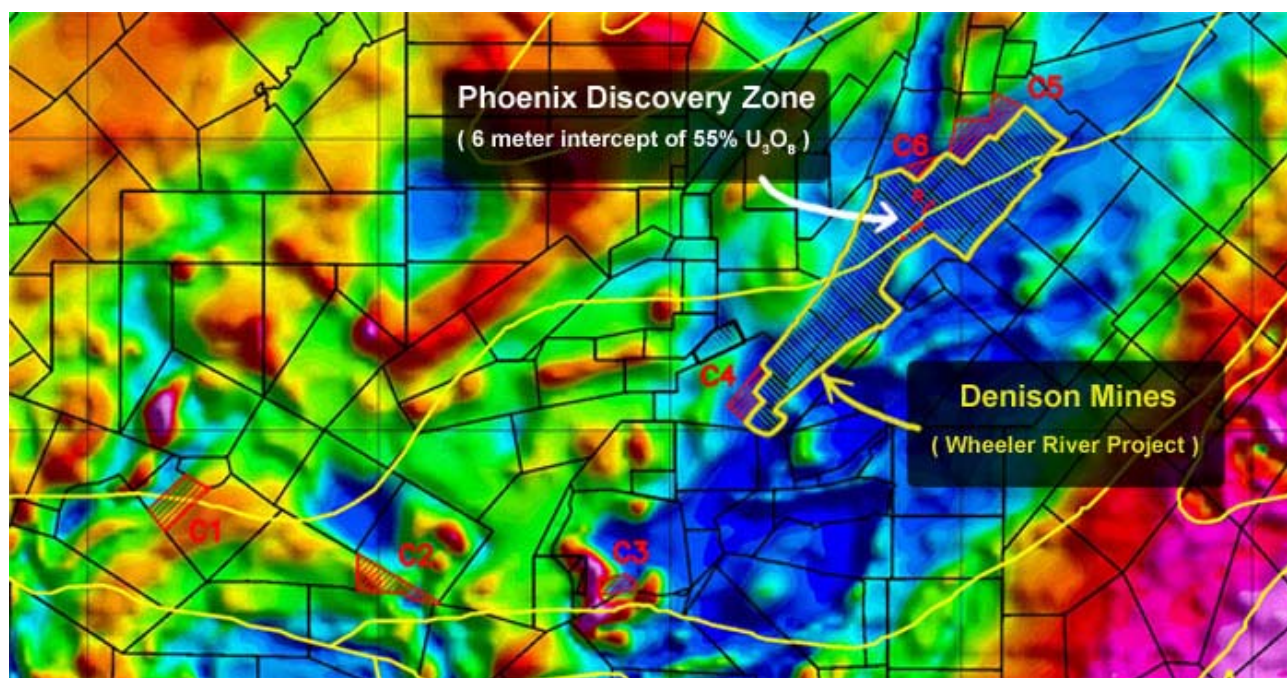 Phoenix Discovery Zone
( 6 meter intercept of 55% U₃O₈ )
C5
C6
C4
Denison Mines
( Wheeler River Project )
C1
C2
C3